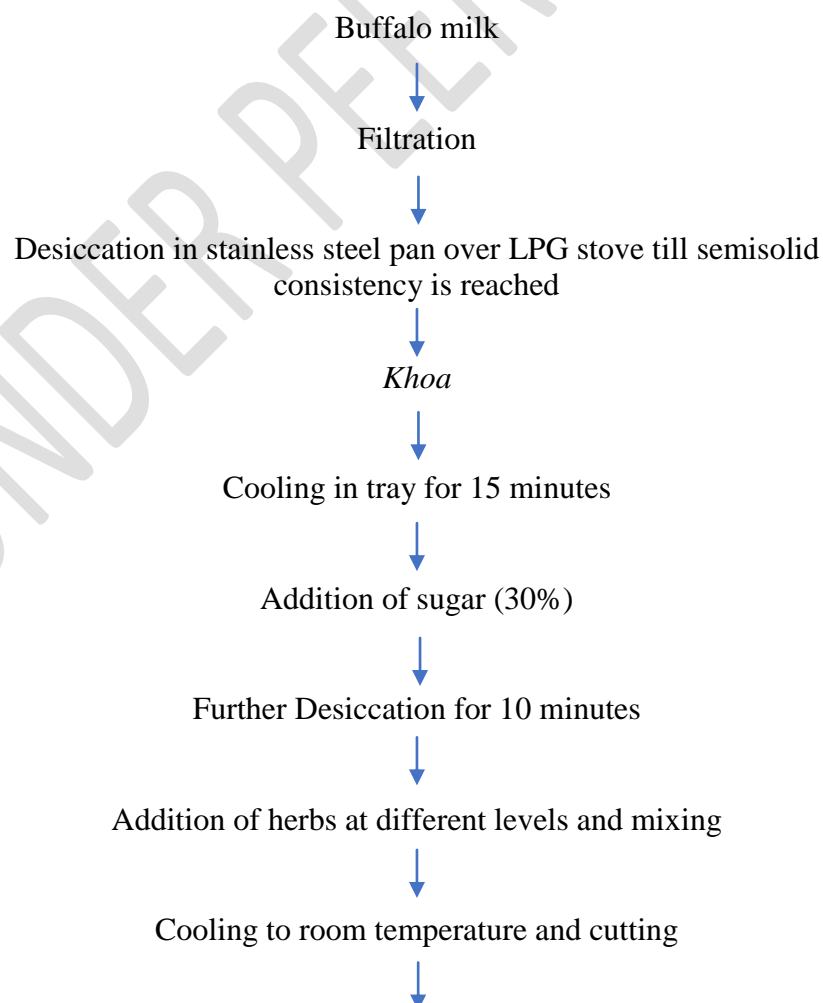 Buffalo milk
Filtration
Desiccation in stainless steel pan over LPG stove till semisolid
consistency is reached
Khoa
Cooling in tray for 15 minutes
Addition of sugar (30%)
Further Desiccation for 10 minutes
Addition of herbs at different levels and mixing
Cooling to room temperature and cutting